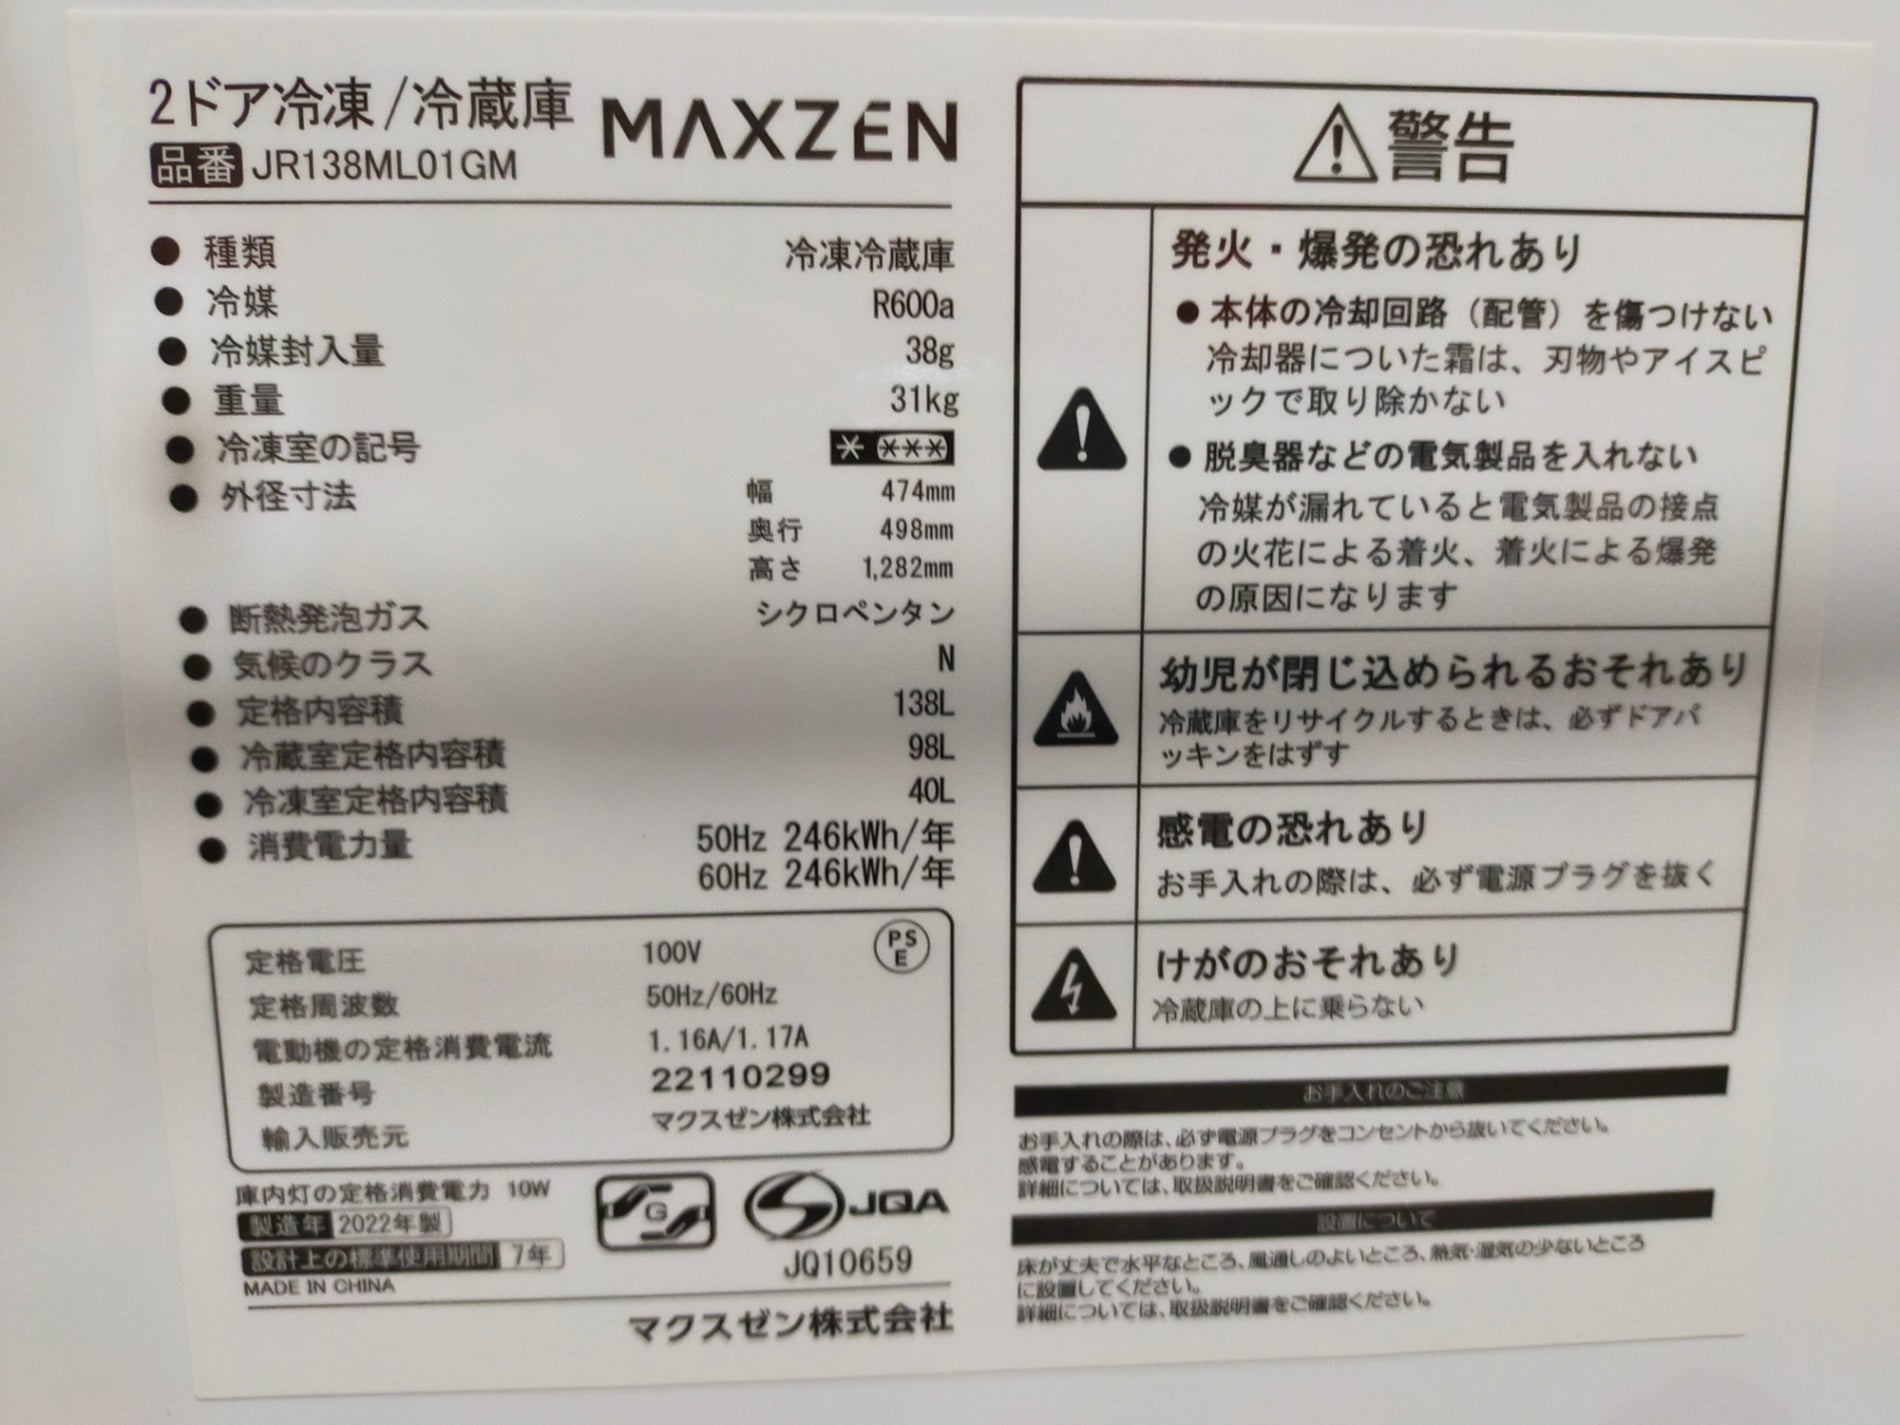 2ドア冷凍/冷蔵庫 MAXZEN
品番 JR138ML01GM
● 種類 冷凍冷蔵庫
● 冷媒 R600a
● 冷媒封入量 38g
● 重量 31kg
● 冷凍室の記号 * ***
● 外径寸法 幅 474mm
奥行 498mm
高さ 1,282mm
● 断熱発泡ガス シクロペンタン
● 気候のクラス N
● 定格内容積 138L
● 冷蔵室定格内容積 98L
● 冷凍室定格内容積 40L
● 消費電力量 50Hz 246kWh/年
60Hz 246kWh/年
定格電圧 100V
PS
E
定格周波数 50Hz/60Hz
電動機の定格消費電流 1.16A/1.17A
製造番号 22110299
輸入販売元 マクスゼン株式会社
庫内灯の定格消費電力 10W
製造年 2022年製
設計上の標準使用期間 7年
MADE IN CHINA
G
JQA
JQ10659
マクスゼン株式会社
警告
発火・爆発の恐れあり
● 本体の冷却回路（配管）を傷つけない
冷却器についた霜は、刃物やアイスピ
ックで取り除かない
● 脱臭器などの電気製品を入れない
冷媒が漏れていると電気製品の接点
の火花による着火、着火による爆発
の原因になります
幼児が閉じ込められるおそれあり
冷蔵庫をリサイクルするときは、必ずドアパ
ッキンをはずす
感電の恐れあり
お手入れの際は、必ず電源プラグを抜く
けがのおそれあり
冷蔵庫の上に乗らない
お手入れのご注意
お手入れの際は、必ず電源プラグをコンセントから抜いてください。
感電することがあります。
詳細については、取扱説明書をご確認ください。
設置について
床が丈夫で水平なところ、風通しのよいところ、熱気・湿気の少ないところ
に設置してください。
詳細については、取扱説明書をご確認ください。